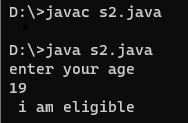 D:\>javac s2.java
D:\>java s2.java
enter your age
19
 i am eligible